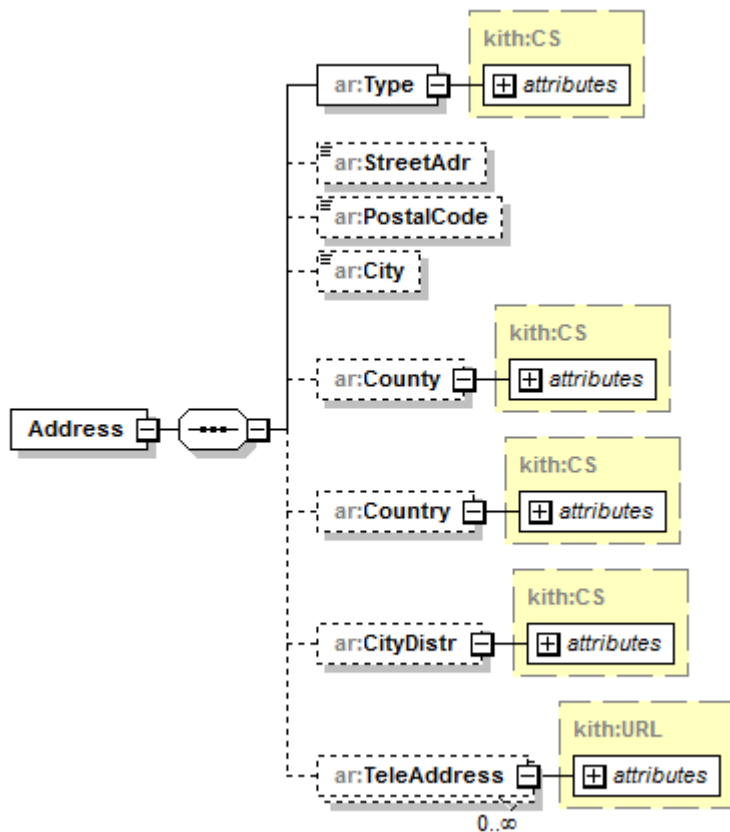 kith:CS
ar:Type
attributes
ar:StreetAdr
ar:PostalCode
ar:City
kith:CS
ar:County
attributes
Address
kith:CS
ar:Country
attributes
kith:CS
ar:CityDistr
attributes
kith:URL
ar:TeleAddress
attributes
0..∞